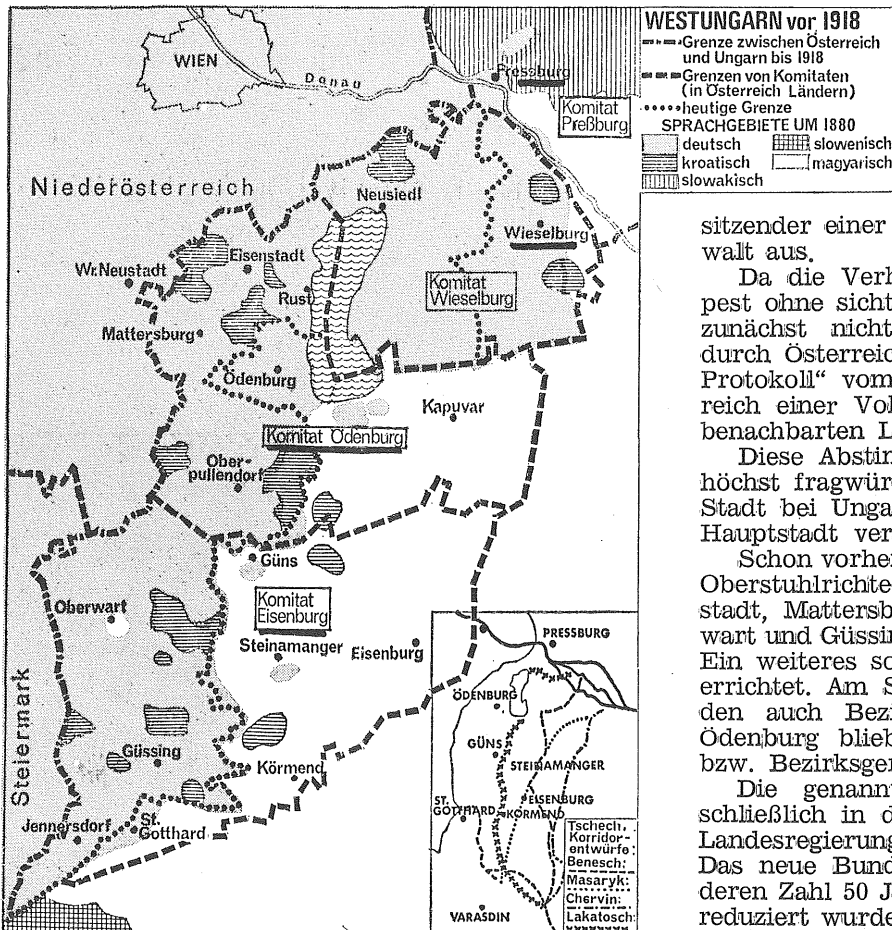 WESTUNGARN vor 1918
Grenze zwischen Österreich
und Ungarn bis 1918
Grenzen von Komitaten
(in Österreich Ländern)
heutige Grenze
SPRACHGEBIETE UM 1880
deutsch
slowenisch
kroatisch
magyarisch
slowakisch
WIEN
Donau
Pressburg
Komitat
Preßburg
Niederösterreich
Neusiedl
Wieselburg
Wr.Neustadt
Eisenstadt
Rust
Komitat
Wieselburg
Mattersburg
Ödenburg
Kapuvar
Komitat Ödenburg
Ober-
pullendorf
Güns
Oberwart
Komitat
Eisenburg
Steinamanger
Eisenburg
Steiermark
Güssing
Körmend
Jennersdorf
St.
Gotthard
PRESSBURG
ÖDENBURG
GÜNS
STEINAMANGER
EISENBURG
ST.
GOTTHARD
KÖRMEND
VARASDIN
Tschech.
Korridor-
entwürfe:
Benesch:
Masaryk:
Chervin:
Lakatosch:
sitzender einer
walt aus.
Da die Verh
pest ohne sicht
zunächst nicht
durch Österreic
Protokoll“ vom
reich einer Vol
benachbarten L
Diese Abstin
höchst fragwür
Stadt bei Unga
Hauptstadt ver
Schon vorhe
Oberstuhlrichte
stadt, Mattersb
wart und Güssin
Ein weiteres so
errichtet. Am S
den auch Bezi
Ödenburg blieb
bzw. Bezirksger
Die genannt
schließlich in d
Landesregierung
Das neue Bund
deren Zahl 50 J
reduziert wurde